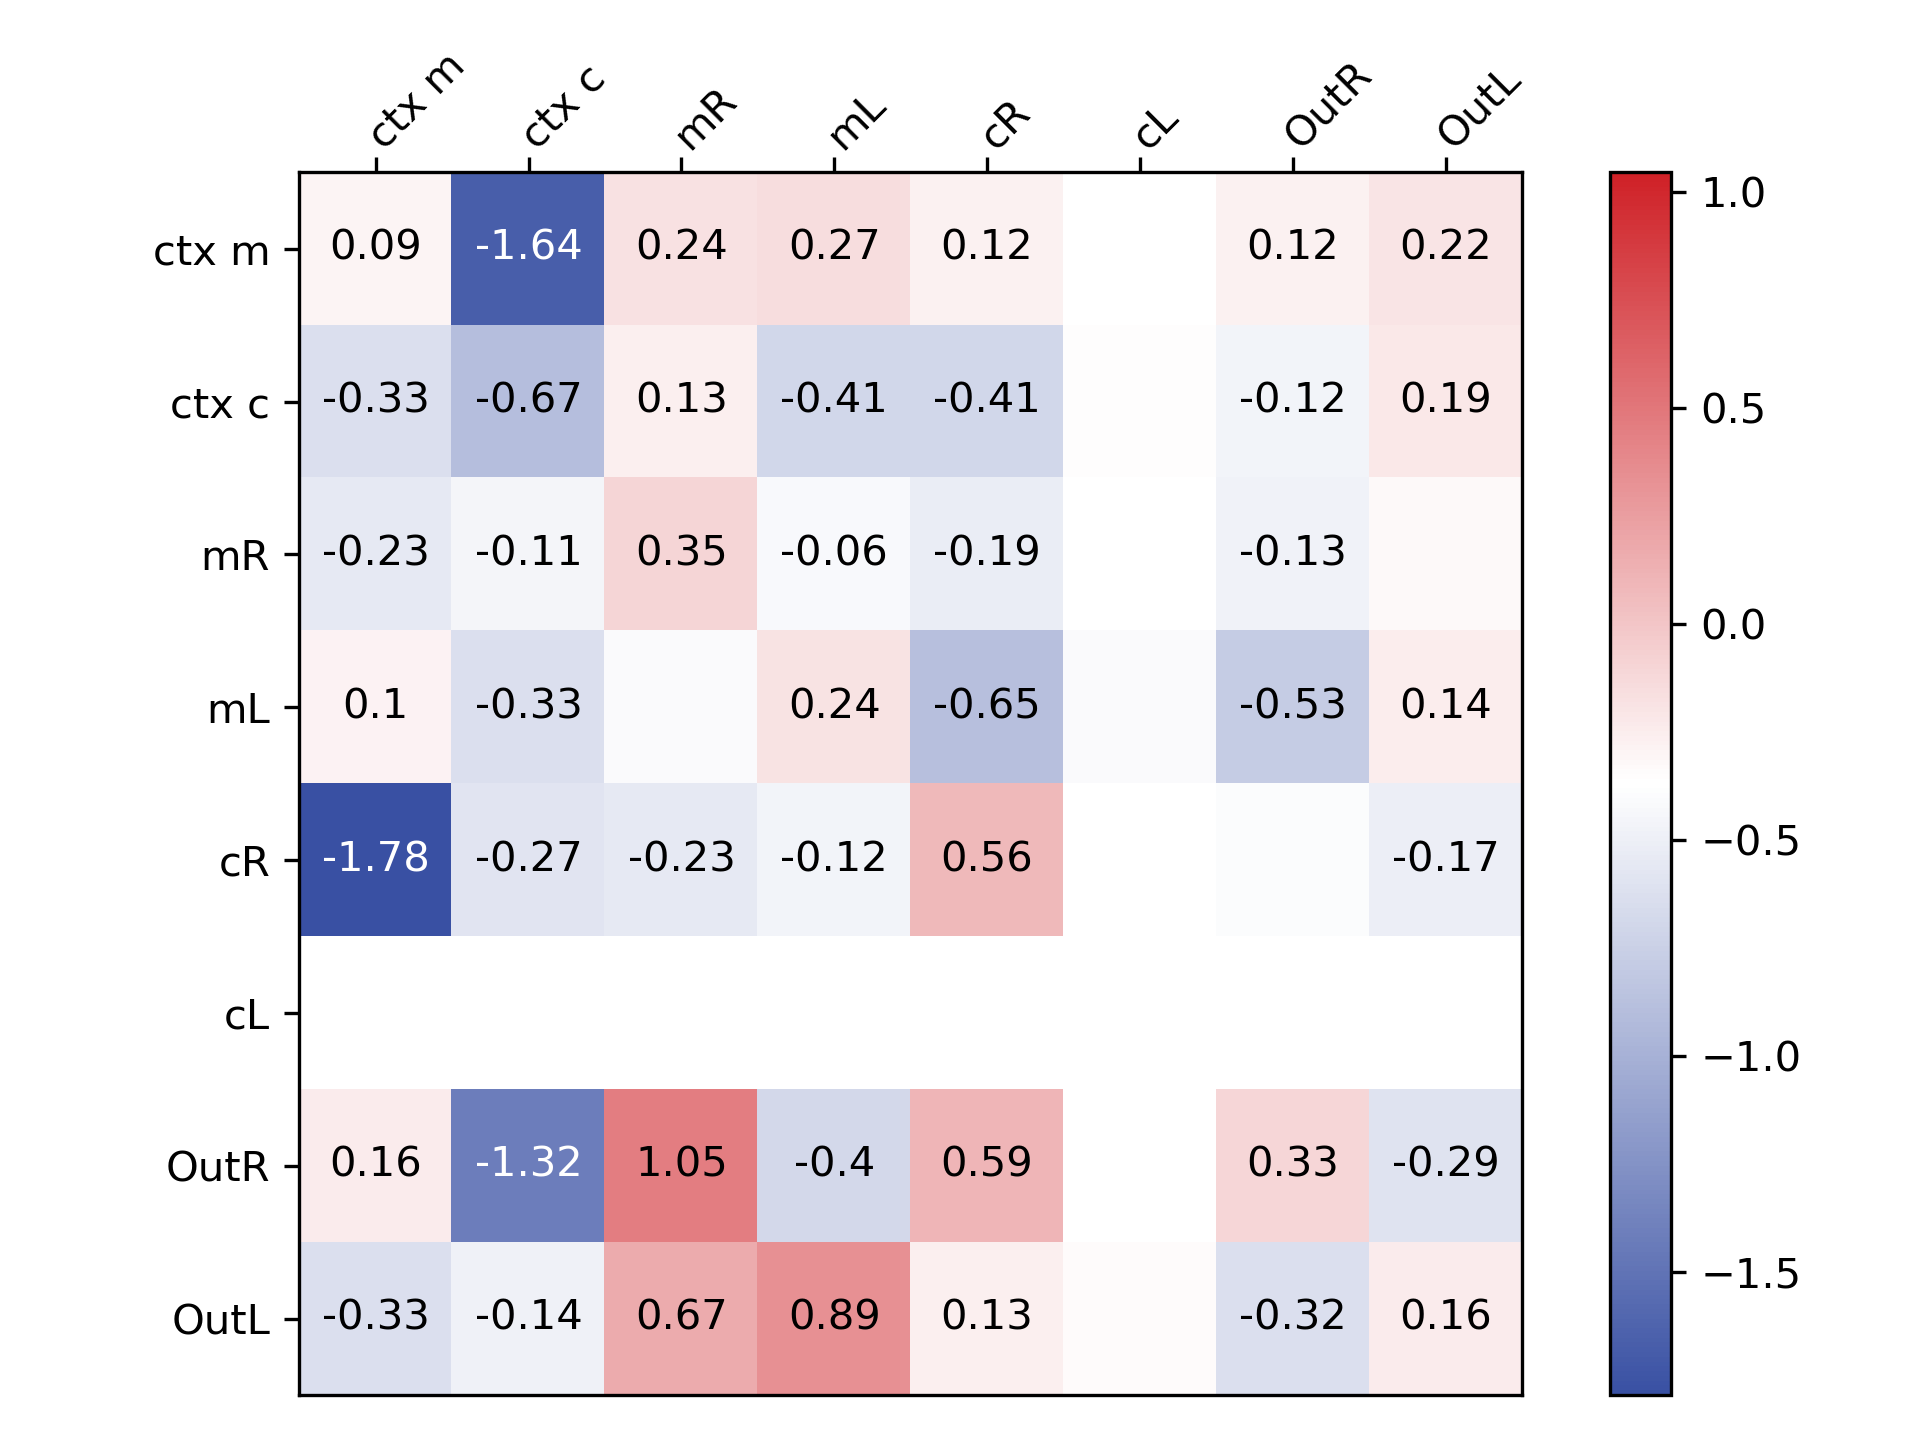 ctx m ctx c mR mL cR cL OutR OutL
ctx m 0.09 -1.64 0.24 0.27 0.12 0.12 0.22
ctx c -0.33 -0.67 0.13 -0.41 -0.41 -0.12 0.19
mR -0.23 -0.11 0.35 -0.06 -0.19 -0.13
mL 0.1 -0.33 0.24 -0.65 -0.53 0.14
cR -1.78 -0.27 -0.23 -0.12 0.56 -0.17
cL
OutR 0.16 -1.32 1.05 -0.4 0.59 0.33 -0.29
OutL -0.33 -0.14 0.67 0.89 0.13 -0.32 0.16
1.0
0.5
0.0
−0.5
−1.0
−1.5